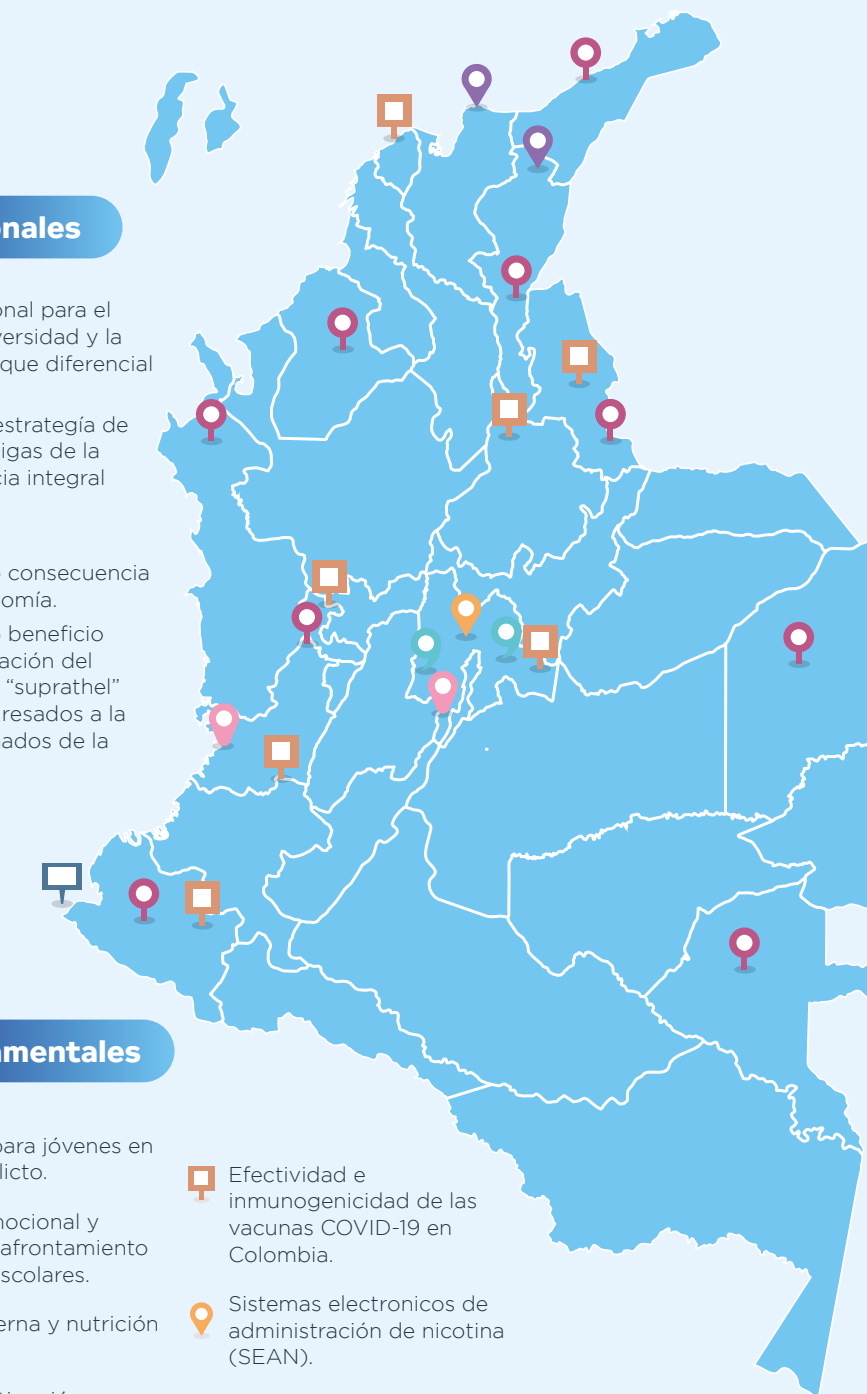 onales
onal para el
versidad y la
que diferencial
estrategía de
igas de la
cia integral
o consecuencia
omía.
o beneficio
ación del
“suprathel”
resados a la
ados de la
amentales
para jóvenes en
licto.
mocional y
afrontamiento
scolares.
erna y nutrición
Efectividad e
inmunogenicidad de las
vacunas COVID-19 en
Colombia.
Sistemas electronicos de
administración de nicotina
(SEAN).